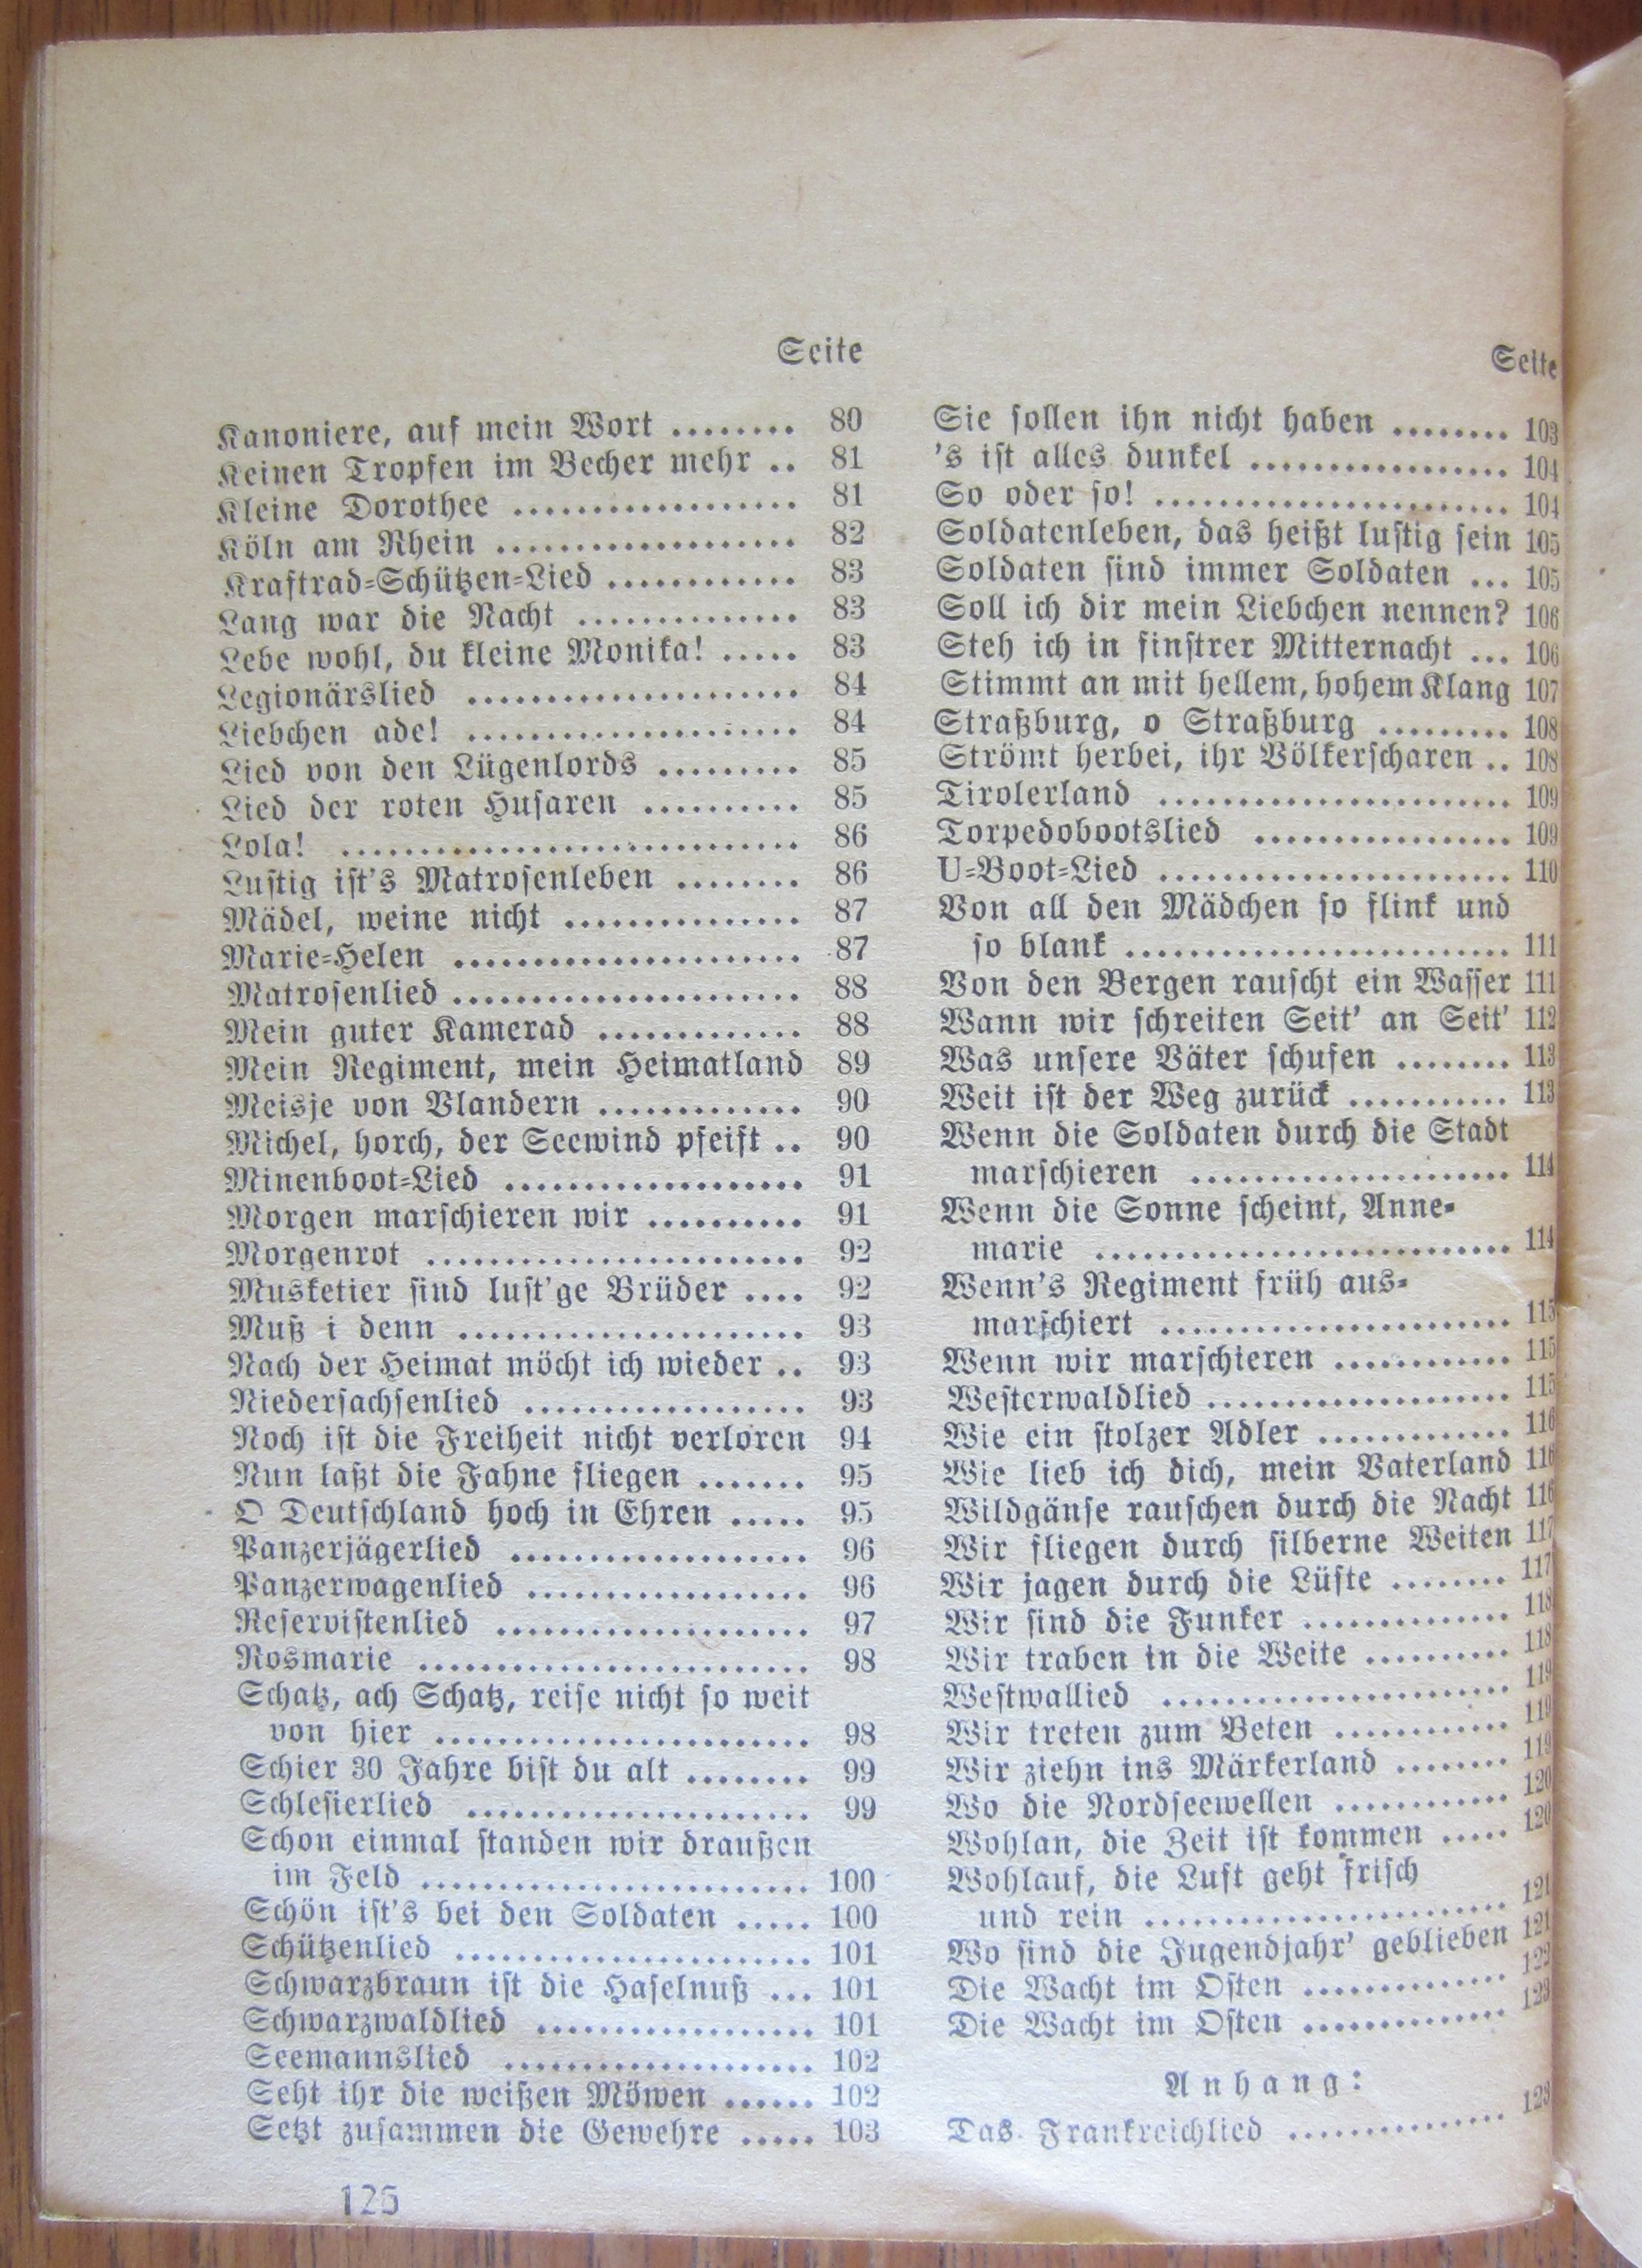 Seite
Kanoniere, auf mein Wort ........ 80
Keinen Tropfen im Becher mehr .. 81
Kleine Dorothee .................. 81
Köln am Rhein ................... 82
Kraftrad-Schützen-Lied ............ 83
Lang war die Nacht .............. 83
Lebe wohl, du kleine Monika! ..... 83
Legionärslied ..................... 84
Liebchen ade! ..................... 84
Lied von den Lügenlords ......... 85
Lied der roten Husaren .......... 85
Lola! ............................. 86
Lustig ist's Matrosenleben ........ 86
Mädel, weine nicht ............... 87
Marie-Helen ...................... 87
Matrosenlied ...................... 88
Mein guter Kamerad ............. 88
Mein Regiment, mein Heimatland 89
Meisje von Vlandern ............. 90
Michel, horch, der Seewind pfeift .. 90
Minenboot-Lied ................... 91
Morgen marschieren wir .......... 91
Morgenrot ........................ 92
Musketier sind lust'ge Brüder .... 92
Muß i denn ...................... 93
Nach der Heimat möcht ich wieder .. 93
Niedersachsenlied .................. 93
Noch ist die Freiheit nicht verloren 94
Nun laßt die Fahne fliegen ....... 95
O Deutschland hoch in Ehren ..... 95
Panzerjägerlied ................... 96
Panzerwagenlied .................. 96
Reservistenlied .................... 97
Rosmarie ......................... 98
Schatz, ach Schatz, reise nicht so weit
von hier ........................ 98
Schier 30 Jahre bist du alt ........ 99
Schlesierlied ...................... 99
Schon einmal standen wir draußen
im Feld ......................... 100
Schön ist's bei den Soldaten ..... 100
Schützenlied ....................... 101
Schwarzbraun ist die Haselnuß ... 101
Schwarzwaldlied .................. 101
Seemannslied .................... 102
Seht ihr die weißen Möwen ...... 102
Setzt zusammen die Gewehre ..... 103
125
Seite
Sie sollen ihn nicht haben ........ 103
's ist alles dunkel ................. 104
So oder so! ....................... 104
Soldatenleben, das heißt lustig sein 105
Soldaten sind immer Soldaten ... 105
Soll ich dir mein Liebchen nennen? 106
Steh ich in finstrer Mitternacht ... 106
Stimmt an mit hellem, hohem Klang 107
Straßburg, o Straßburg ......... 108
Strömt herbei, ihr Völkerscharen .. 108
Tirolerland ....................... 109
Torpedobootslied ................. 109
U-Boot-Lied ....................... 110
Von all den Mädchen so flink und
so blank ......................... 111
Von den Bergen rauscht ein Wasser 111
Wann wir schreiten Seit' an Seit' 112
Was unsere Väter schufen ........ 113
Weit ist der Weg zurück ........... 113
Wenn die Soldaten durch die Stadt
marschieren ..................... 114
Wenn die Sonne scheint, Anne-
marie ........................... 114
Wenn's Regiment früh aus-
marschiert ....................... 115
Wenn wir marschieren ............ 115
Westerwaldlied .................... 115
Wie ein stolzer Adler ............. 116
Wie lieb ich dich, mein Vaterland 116
Wildgänse rauschen durch die Nacht 116
Wir fliegen durch silberne Weiten 117
Wir jagen durch die Lüfte ........ 117
Wir sind die Funker .............. 118
Wir traben in die Weite .......... 118
Westwallied ....................... 119
Wir treten zum Beten ............ 119
Wir ziehn ins Märkerland ........ 119
Wo die Nordseewellen ............ 120
Wohlan, die Zeit ist kommen ..... 120
Wohlauf, die Luft geht frisch
und rein ........................ 121
Wo sind die Jugendjahr' geblieben 121
Die Wacht im Osten .............. 122
Die Wacht im Osten .............. 123
Anhang:
Das Frankreichlied ............... 123